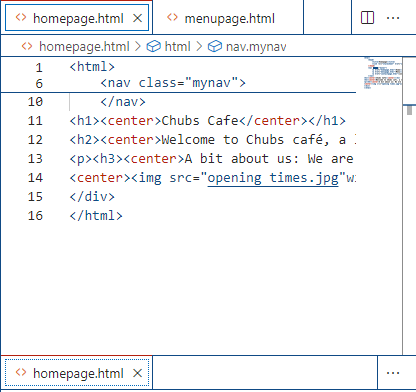 homepage.html × menupage.html ···
homepage.html > html > nav.mynav
1 <html>
6 <nav class="mynav">
10 </nav>
11 <h1><center>Chubs Cafe</center></h1>
12 <h2><center>Welcome to Chubs café, a
13 <p><h3><center>A bit about us: We are
14 <center><img src="opening times.jpg"wi
15 </div>
16 </html>
homepage.html × ···